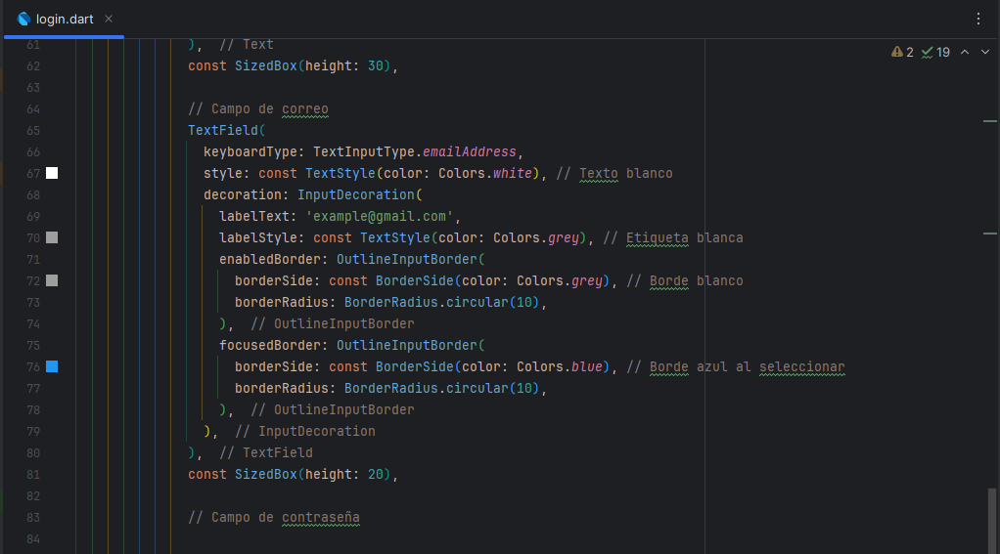 login.dart
2 19
61 ), // Text
62 const SizedBox(height: 30),
63
64 // Campo de correo
65 TextField(
66 keyboardType: TextInputType.emailAddress,
67 style: const TextStyle(color: Colors.white), // Texto blanco
68 decoration: InputDecoration(
69 labelText: 'example@gmail.com',
70 labelStyle: const TextStyle(color: Colors.grey), // Etiqueta blanca
71 enabledBorder: OutlineInputBorder(
72 borderSide: const BorderSide(color: Colors.grey), // Borde blanco
73 borderRadius: BorderRadius.circular(10),
74 ), // OutlineInputBorder
75 focusedBorder: OutlineInputBorder(
76 borderSide: const BorderSide(color: Colors.blue), // Borde azul al seleccionar
77 borderRadius: BorderRadius.circular(10),
78 ), // OutlineInputBorder
79 ), // InputDecoration
80 ), // TextField
81 const SizedBox(height: 20),
82
83 // Campo de contraseña
84